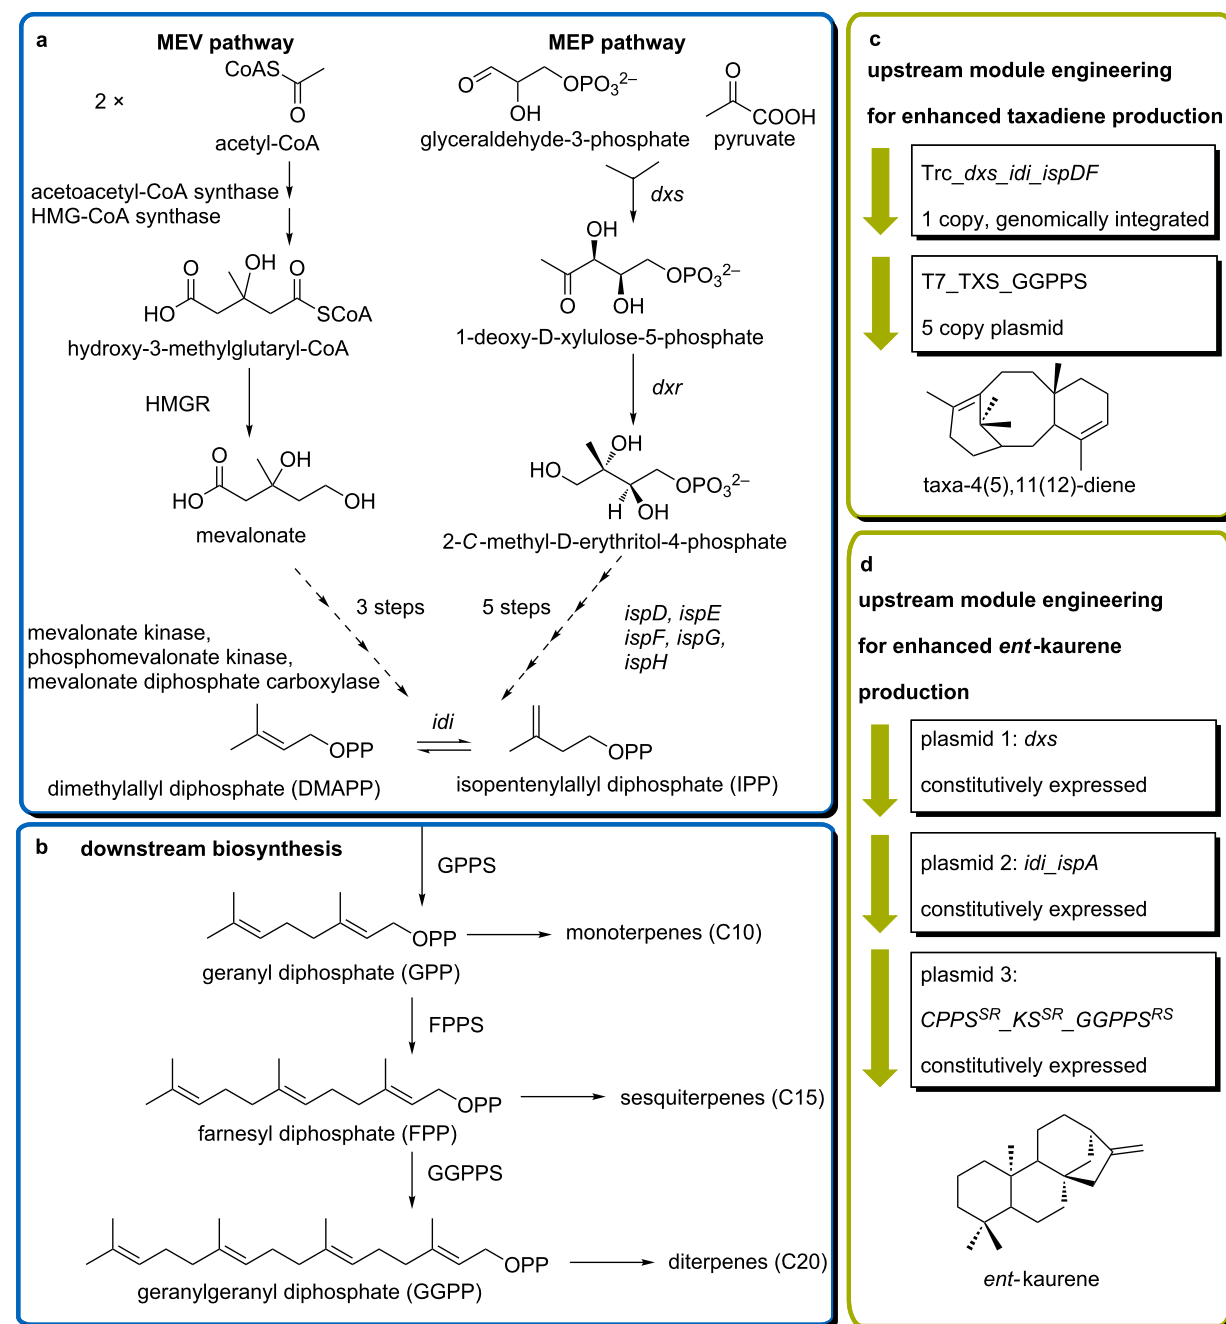 a
MEV pathway
MEP pathway
2 ×
CoAS
O
acetyl-CoA
O
OH
OPO₃²⁻
glyceraldehyde-3-phosphate
O
COOH
pyruvate
acetoacetyl-CoA synthase
HMG-CoA synthase
dxs
O
HO
OH
O
SCoA
hydroxy-3-methylglutaryl-CoA
OH
O
OH
OPO₃²⁻
1-deoxy-D-xylulose-5-phosphate
HMGR
dxr
O
HO
OH
OH
mevalonate
HO
OH
H
OH
OPO₃²⁻
2-C-methyl-D-erythritol-4-phosphate
3 steps
5 steps
mevalonate kinase,
phosphomevalonate kinase,
mevalonate diphosphate carboxylase
ispD, ispE
ispF, ispG,
ispH
OPP
dimethylallyl diphosphate (DMAPP)
idi
OPP
isopentenylallyl diphosphate (IPP)
b downstream biosynthesis
GPPS
OPP
monoterpenes (C10)
geranyl diphosphate (GPP)
FPPS
OPP
sesquiterpenes (C15)
farnesyl diphosphate (FPP)
GGPPS
OPP
diterpenes (C20)
geranylgeranyl diphosphate (GGPP)
c
upstream module engineering
for enhanced taxadiene production
Trc_dxs_idi_ispDF
1 copy, genomically integrated
T7_TXS_GGPPS
5 copy plasmid
taxa-4(5),11(12)-diene
d
upstream module engineering
for enhanced ent-kaurene
production
plasmid 1: dxs
constitutively expressed
plasmid 2: idi_ispA
constitutively expressed
plasmid 3:
CPPS^SR_KS^SR_GGPPS^RS
constitutively expressed
ent-kaurene